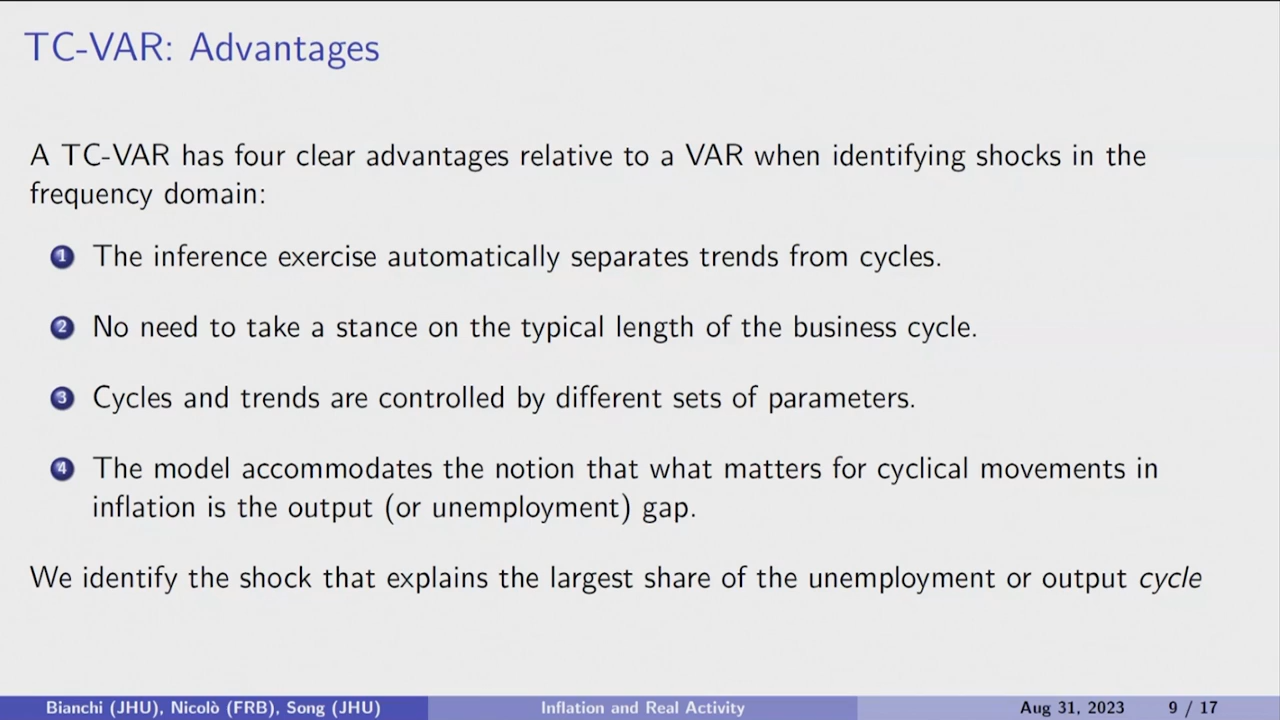 TC-VAR: Advantages
A TC-VAR has four clear advantages relative to a VAR when identifying shocks in the
frequency domain:
1 The inference exercise automatically separates trends from cycles.
2 No need to take a stance on the typical length of the business cycle.
3 Cycles and trends are controlled by different sets of parameters.
4 The model accommodates the notion that what matters for cyclical movements in
inflation is the output (or unemployment) gap.
We identify the shock that explains the largest share of the unemployment or output cycle
Bianchi (JHU), Nicolò (FRB), Song (JHU) Inflation and Real Activity Aug 31, 2023 9 / 17